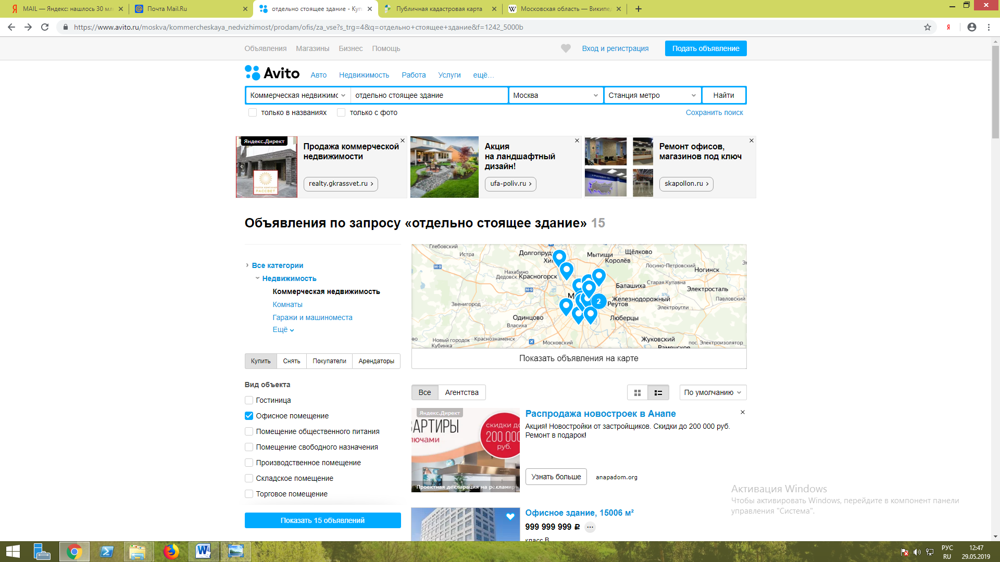 MAIL — Яндекс: нашлось 30 мл
Почта Mail.Ru
отдельно стоящее здание - Куп
Публичная кадастровая карта
Московская область — Википе
https://www.avito.ru/moskva/kommercheskaya_nedvizhimost/prodam/ofis/za_vse?s_trg=4&q=отдельно+стоящее+здание&f=1242_5000b
Объявления Магазины Бизнес Помощь
Вход и регистрация
Подать объявление
Avito
Авто Недвижимость Работа Услуги ещё...
Коммерческая недвижимо
отдельно стоящее здание
Москва
Станция метро
Найти
только в названиях
только с фото
Сохранить поиск
Яндекс.Директ
РАССВЕТ
Продажа коммерческой
недвижимости
realty.gkrassvet.ru
Акция
на ландшафтный
дизайн!
ufa-poliv.ru
Ремонт офисов,
магазинов под ключ
skapollon.ru
Объявления по запросу «отдельно стоящее здание» 15
Все категории
Недвижимость
Коммерческая недвижимость
Комнаты
Гаражи и машиноместа
Ещё
Купить Снять Покупатели Арендаторы
Глебовский
Истра
Долгопруд
Хи
Мытищи
Щёлково
Королёв
М-9
Лосино-Петровский
Ногинск
Нахабино
Дедовск
Красногорск
М-9
Балашиха
Старая Купавна
Электросталь
Звенигород
М
2
Железнодорожный
Реутов
Павловский
Электроугли
Одинцово
Власиха
Люберцы
ово
Новый городок
Краснознаменск
Кубинка
Московский
Жуковский
Раменское
пос. Электроизолятор
Показать объявления на карте
Вид объекта
Гостиница
Офисное помещение
Помещение общественного питания
Помещение свободного назначения
Производственное помещение
Складское помещение
Торговое помещение
Показать 15 объявлений
Все Агентства
По умолчанию
Яндекс.Директ
АРТИРЫ
ЮЧАМИ
скидки до
200 000
руб.
Проектная декларация на рекламир
Распродажа новостроек в Анапе
Акция! Новостройки от застройщиков. Скидки до 200 000 руб.
Ремонт в подарок!
Узнать больше
anapadom.org
Офисное здание, 15006 м²
999 999 999 ₽
класс B
Активация Windows
Чтобы активировать Windows, перейдите в компонент панели
управления "Система".
РУС
RU
12:47
29.05.2019